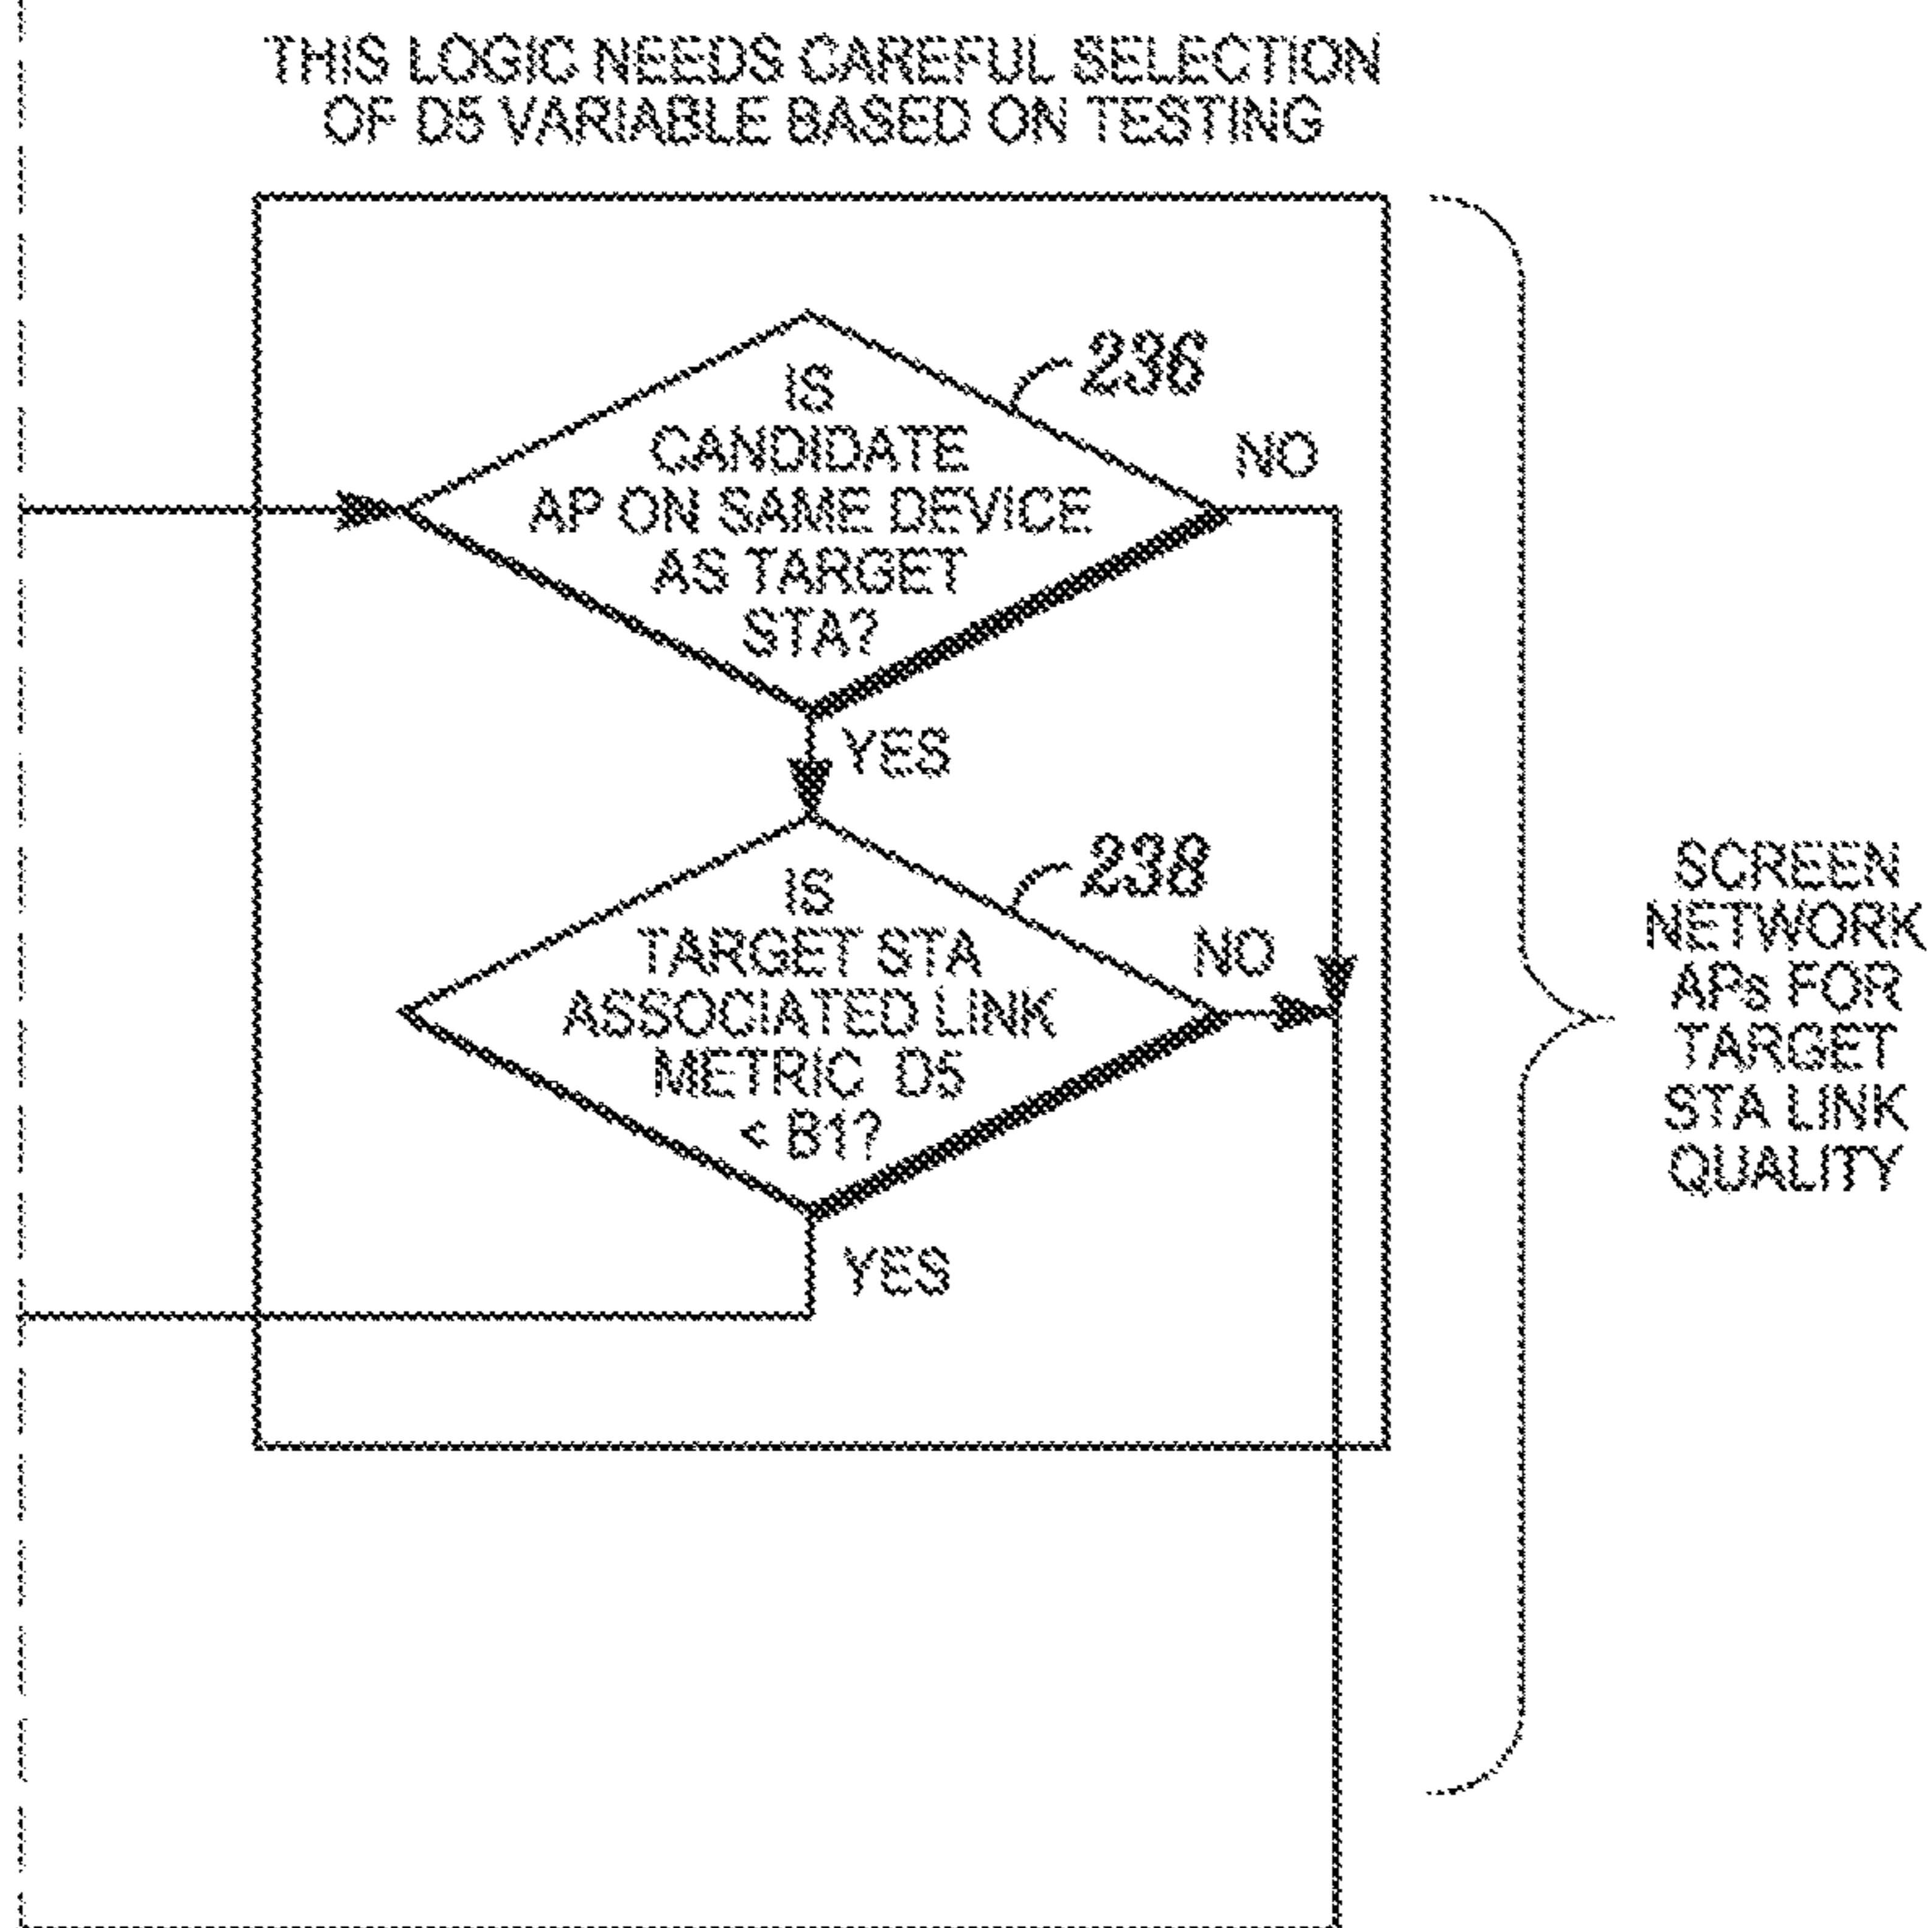 THIS LOGIC NEEDS CAREFUL SELECTION
OF D5 VARIABLE BASED ON TESTING
236
IS
CANDIDATE
AP ON SAME DEVICE
AS TARGET
STA?
NO
YES
238
IS
TARGET STA
ASSOCIATED LINK
METRIC D5
< B1?
NO
YES
SCREEN
NETWORK
APs FOR
TARGET
STA LINK
QUALITY